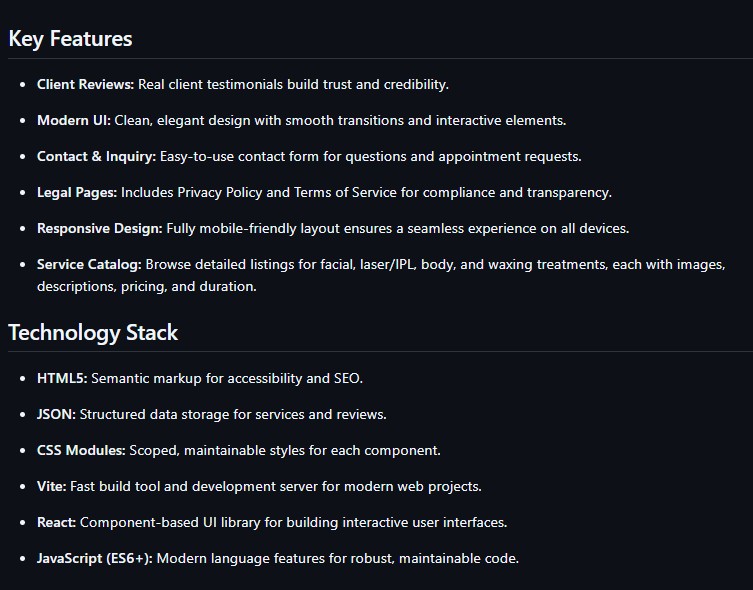 Key Features
Client Reviews: Real client testimonials build trust and credibility.
Modern UI: Clean, elegant design with smooth transitions and interactive elements.
Contact & Inquiry: Easy-to-use contact form for questions and appointment requests.
Legal Pages: Includes Privacy Policy and Terms of Service for compliance and transparency.
Responsive Design: Fully mobile-friendly layout ensures a seamless experience on all devices.
Service Catalog: Browse detailed listings for facial, laser/IPL, body, and waxing treatments, each with images,
descriptions, pricing, and duration.
Technology Stack
HTML5: Semantic markup for accessibility and SEO.
JSON: Structured data storage for services and reviews.
CSS Modules: Scoped, maintainable styles for each component.
Vite: Fast build tool and development server for modern web projects.
React: Component-based UI library for building interactive user interfaces.
JavaScript (ES6+): Modern language features for robust, maintainable code.